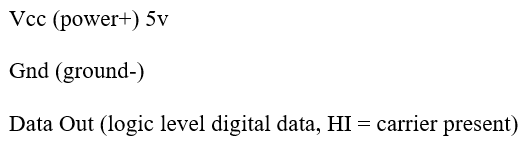 Vcc (power+) 5v
Gnd (ground-)
Data Out (logic level digital data, HI = carrier present)